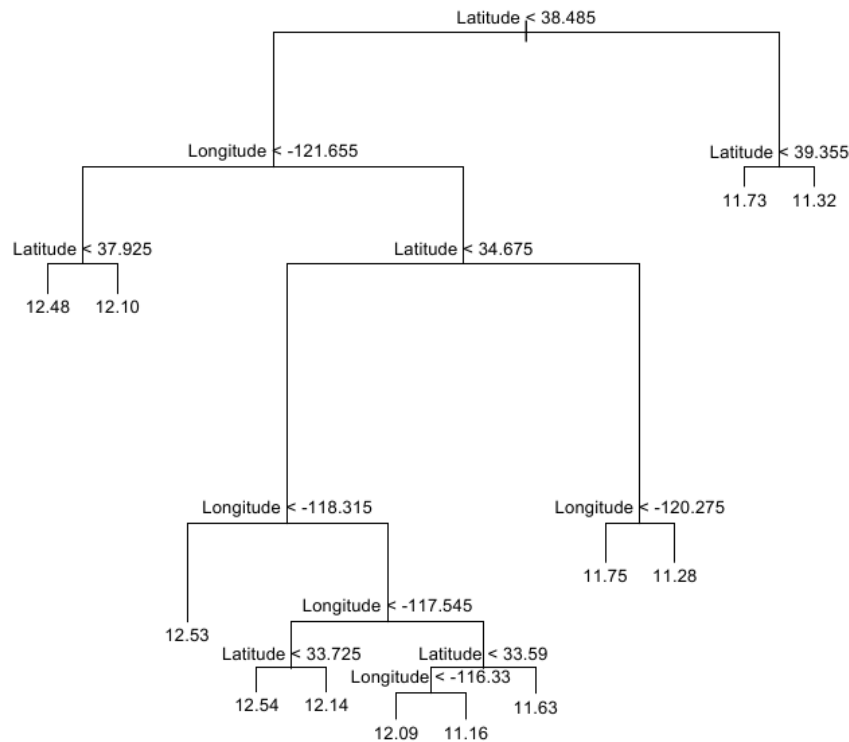 Latitude < 38.485
Longitude < -121.655
Latitude < 39.355
11.73 11.32
Latitude < 37.925
Latitude < 34.675
12.48 12.10
Longitude < -118.315
Longitude < -120.275
11.75 11.28
Longitude < -117.545
12.53
Latitude < 33.725
Latitude < 33.59
Longitude < -116.33
12.54 12.14
11.63
12.09 11.16